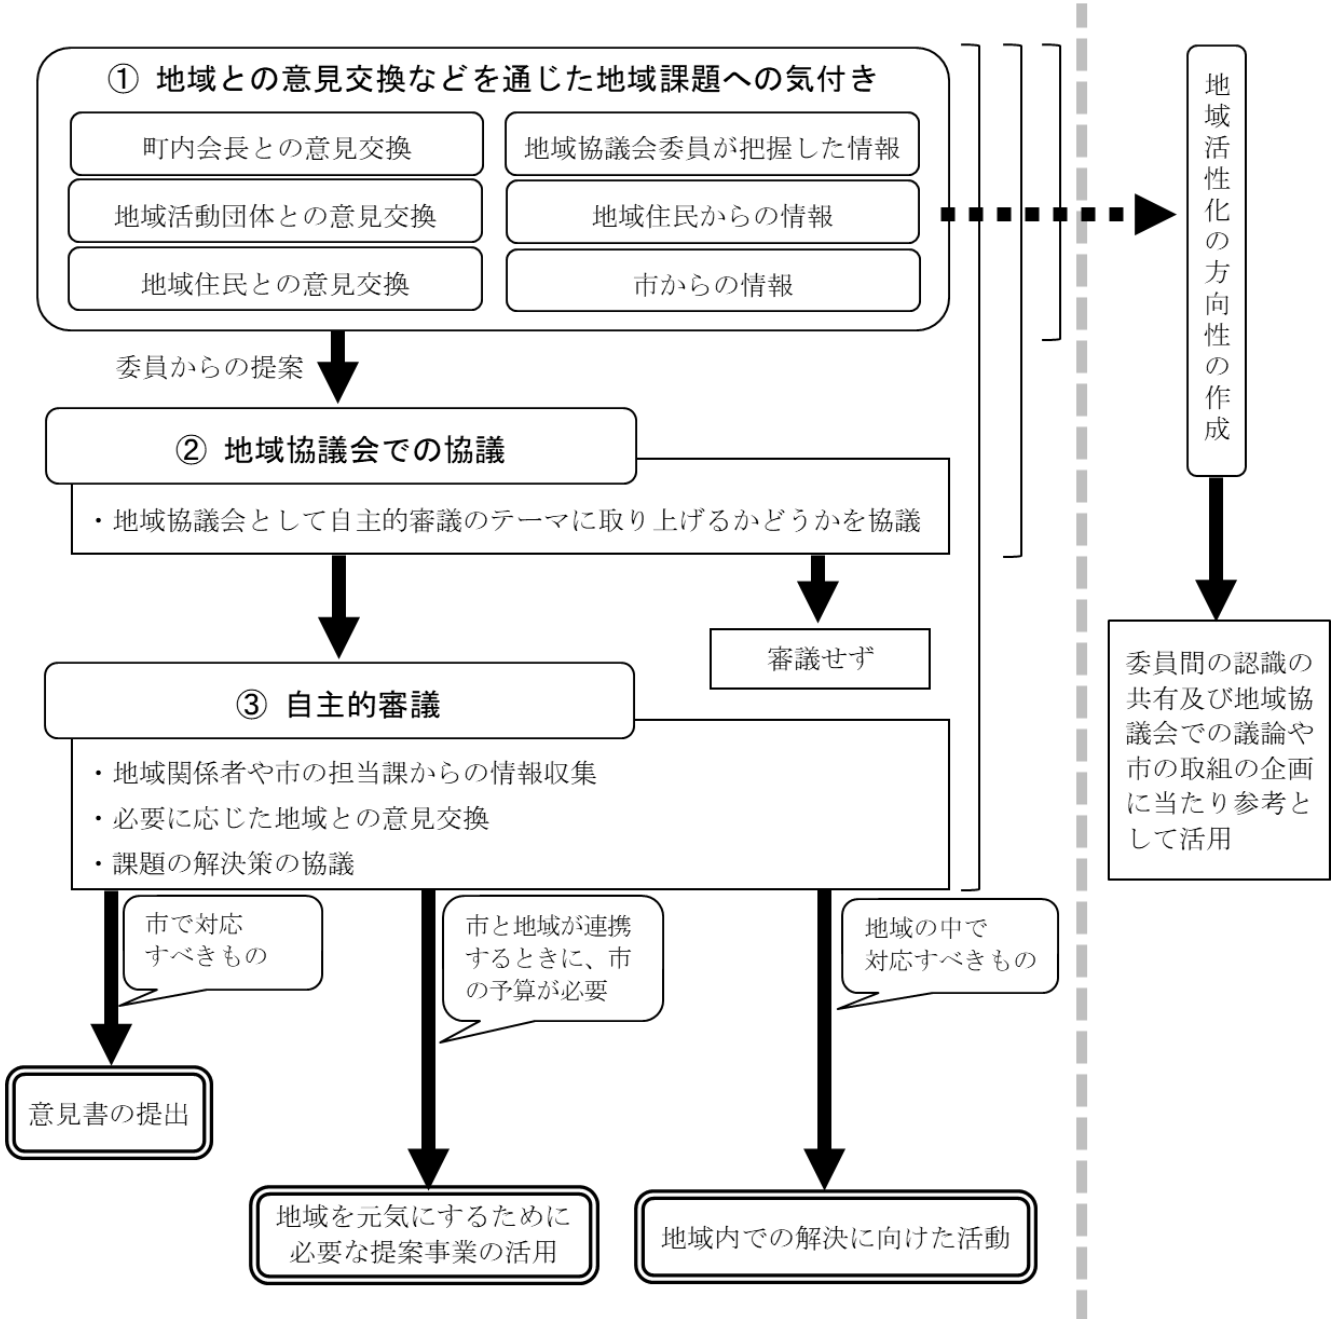 ① 地域との意見交換などを通じた地域課題への気付き
町内会長との意見交換
地域協議会委員が把握した情報
地域活動団体との意見交換
地域住民からの情報
地域住民との意見交換
市からの情報
委員からの提案
② 地域協議会での協議
・地域協議会として自主的審議のテーマに取り上げるかどうかを協議
審議せず
③ 自主的審議
・地域関係者や市の担当課からの情報収集
・必要に応じた地域との意見交換
・課題の解決策の協議
市で対応
すべきもの
市と地域が連携
するときに、市
の予算が必要
地域の中で
対応すべきもの
意見書の提出
地域を元気にするために
必要な提案事業の活用
地域内での解決に向けた活動
地域活性化の方向性の作成
委員間の認識の
共有及び地域協
議会での議論や
市の取組の企画
に当たり参考と
して活用